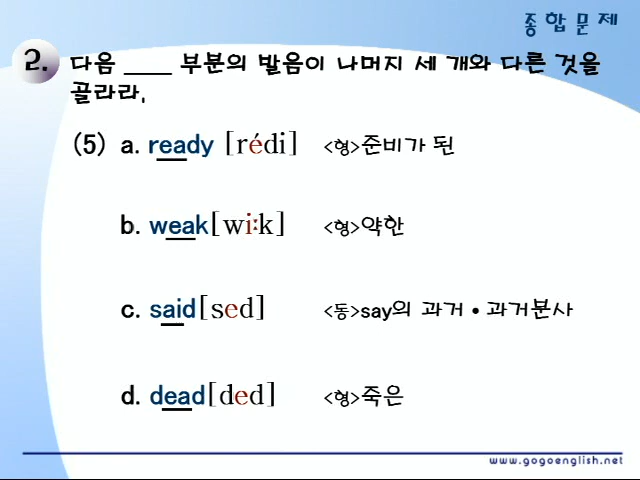 종합문제
2. 다음 ____ 부분의 발음이 나머지 세 개와 다른 것을
골라라.
(5) a. ready [rédi] <형>준비가 된
b. weak[wi:k] <형>약한
c. said[sed] <동>say의 과거 • 과거분사
d. dead[ded] <형>죽은
www.gogoenglish.net